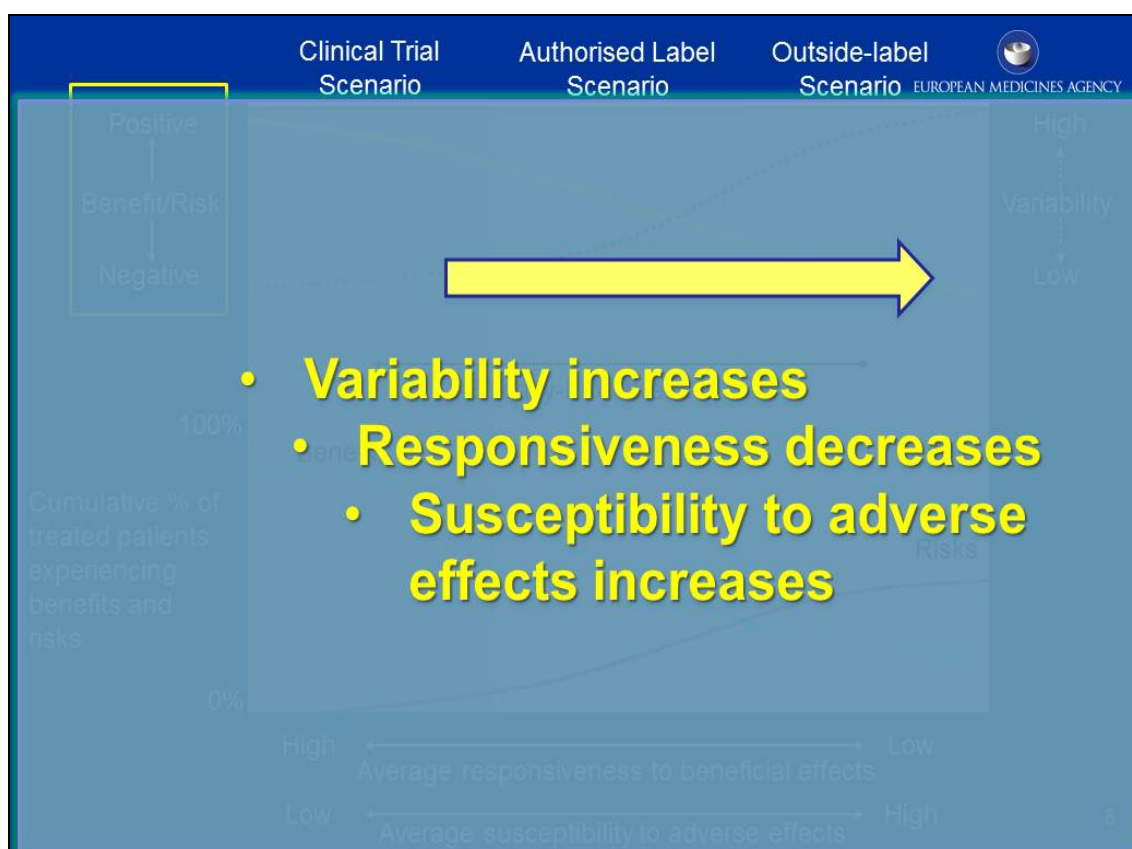 Clinical Trial
Scenario
Authorised Label
Scenario
Outside-label
Scenario
EUROPEAN MEDICINES AGENCY
Positive
Benefit/Risk
Negative
High
Variability
Low
• Variability increases
• Responsiveness decreases
• Susceptibility to adverse
effects increases
100%
Cumulative % of
treated patients
experiencing
benefits and
risks
0%
Risks
High
Low
Average responsiveness to beneficial effects
Low
High
Average susceptibility to adverse effects